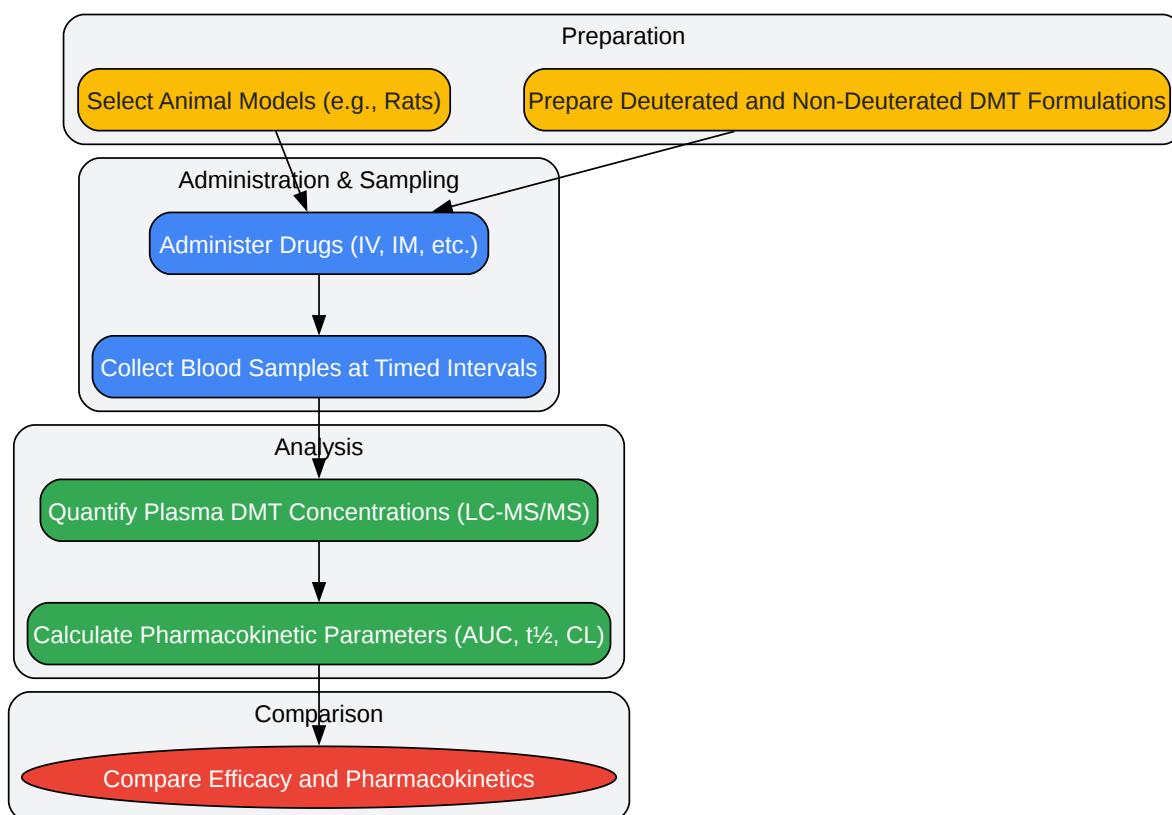 Preparation
Select Animal Models (e.g., Rats)
Prepare Deuterated and Non-Deuterated DMT Formulations
Administration & Sampling
Administer Drugs (IV, IM, etc.)
Collect Blood Samples at Timed Intervals
Analysis
Quantify Plasma DMT Concentrations (LC-MS/MS)
Calculate Pharmacokinetic Parameters (AUC, t½, CL)
Comparison
Compare Efficacy and Pharmacokinetics